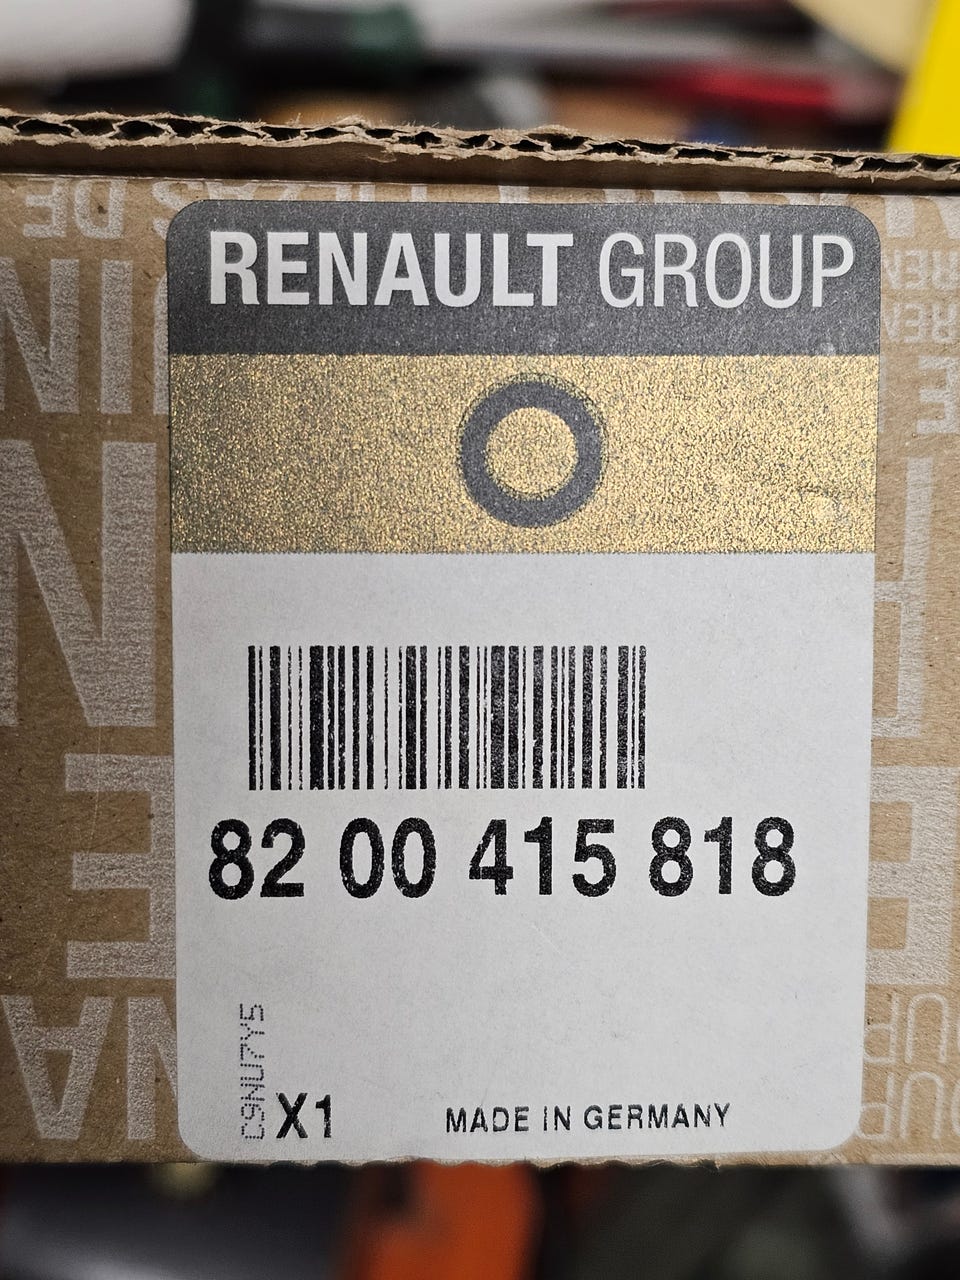 RENAULT GROUP
82 00 415 818
C9NU7Y5
X1
MADE IN GERMANY